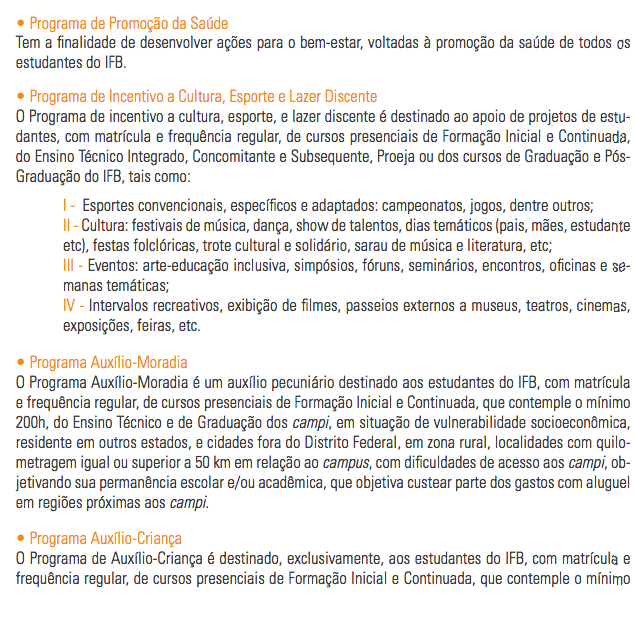 • Programa de Promoção da Saúde
Tem a finalidade de desenvolver ações para o bem-estar, voltadas à promoção da saúde de todos os
estudantes do IFB.
• Programa de Incentivo a Cultura, Esporte e Lazer Discente
O Programa de incentivo a cultura, esporte, e lazer discente é destinado ao apoio de projetos de estu-
dantes, com matrícula e frequência regular, de cursos presenciais de Formação Inicial e Continuada,
do Ensino Técnico Integrado, Concomitante e Subsequente, Proeja ou dos cursos de Graduação e Pós-
Graduação do IFB, tais como:
I - Esportes convencionais, específicos e adaptados: campeonatos, jogos, dentre outros;
II - Cultura: festivais de música, dança, show de talentos, dias temáticos (pais, mães, estudante
etc), festas folclóricas, trote cultural e solidário, sarau de música e literatura, etc;
III - Eventos: arte-educação inclusiva, simpósios, fóruns, seminários, encontros, oficinas e se-
manas temáticas;
IV - Intervalos recreativos, exibição de filmes, passeios externos a museus, teatros, cinemas,
exposições, feiras, etc.
• Programa Auxílio-Moradia
O Programa Auxílio-Moradia é um auxílio pecuniário destinado aos estudantes do IFB, com matrícula
e frequência regular, de cursos presenciais de Formação Inicial e Continuada, que contemple o mínimo
200h, do Ensino Técnico e de Graduação dos campi, em situação de vulnerabilidade socioeconômica,
residente em outros estados, e cidades fora do Distrito Federal, em zona rural, localidades com quilo-
metragem igual ou superior a 50 km em relação ao campus, com dificuldades de acesso aos campi, ob-
jetivando sua permanência escolar e/ou acadêmica, que objetiva custear parte dos gastos com aluguel
em regiões próximas aos campi.
• Programa Auxílio-Criança
O Programa de Auxílio-Criança é destinado, exclusivamente, aos estudantes do IFB, com matrícula e
frequência regular, de cursos presenciais de Formação Inicial e Continuada, que contemple o mínimo